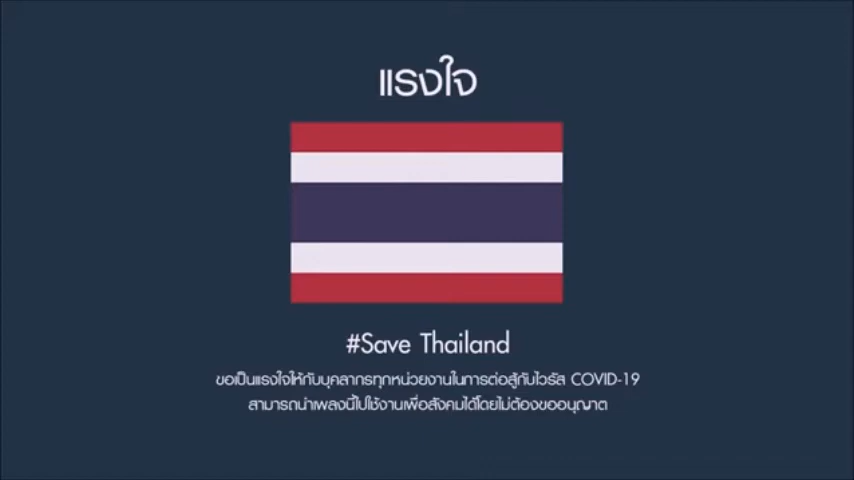 แรงใจ
#Save Thailand
ขอเป็นแรงใจให้กับบุคลากรทุกหน่วยงานในการต่อสู้กับไวรัส COVID-19
สามารถนำเพลงนี้ไปใช้งานเพื่อสังคมได้โดยไม่ต้องขออนุญาต